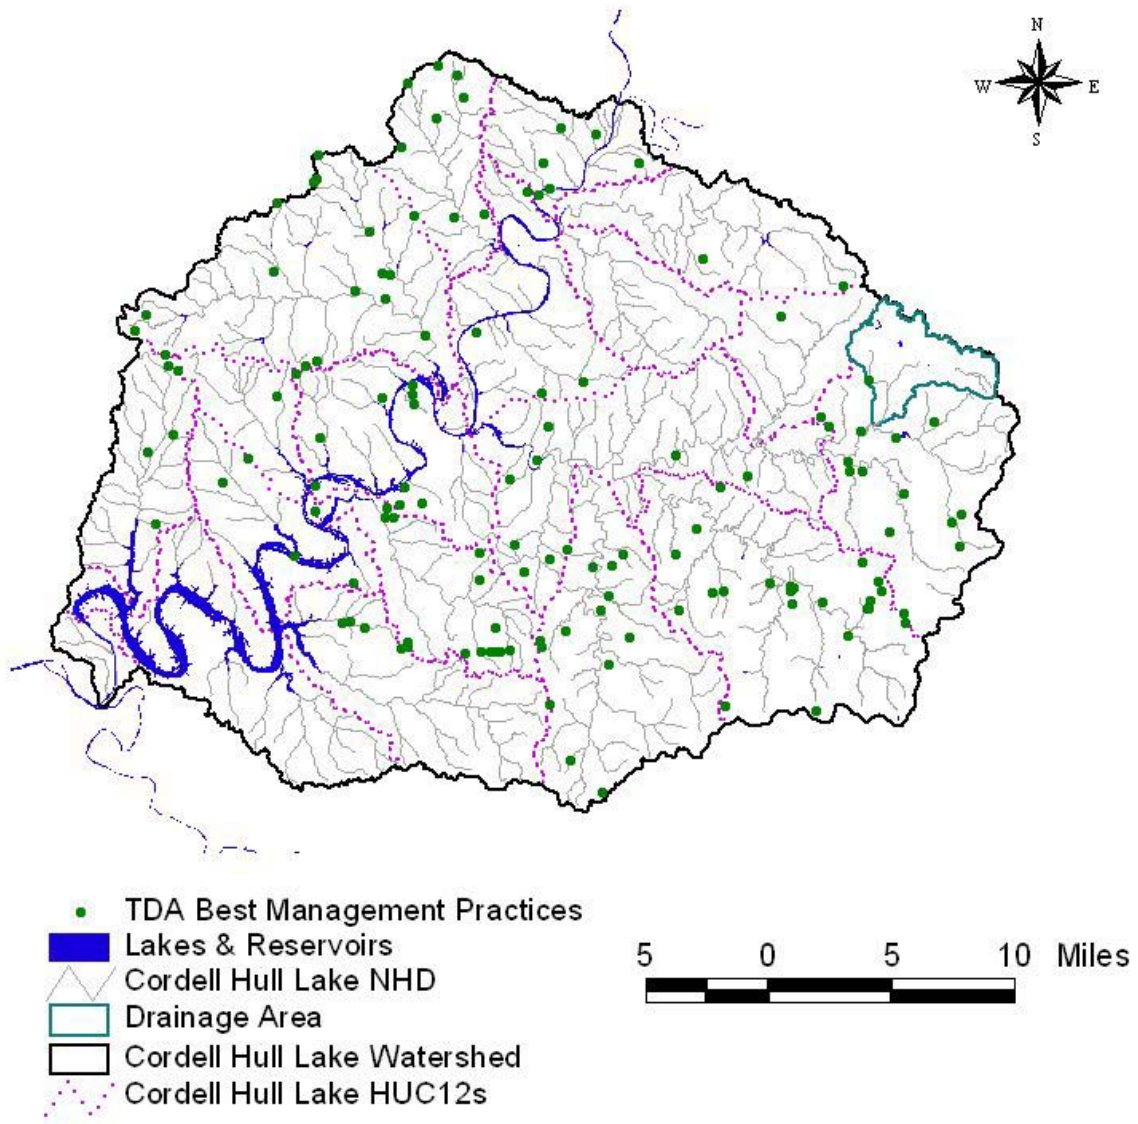 N
W E
S
TDA Best Management Practices
Lakes & Reservoirs
Cordell Hull Lake NHD
Drainage Area
Cordell Hull Lake Watershed
Cordell Hull Lake HUC12s
5 0 5 10 Miles